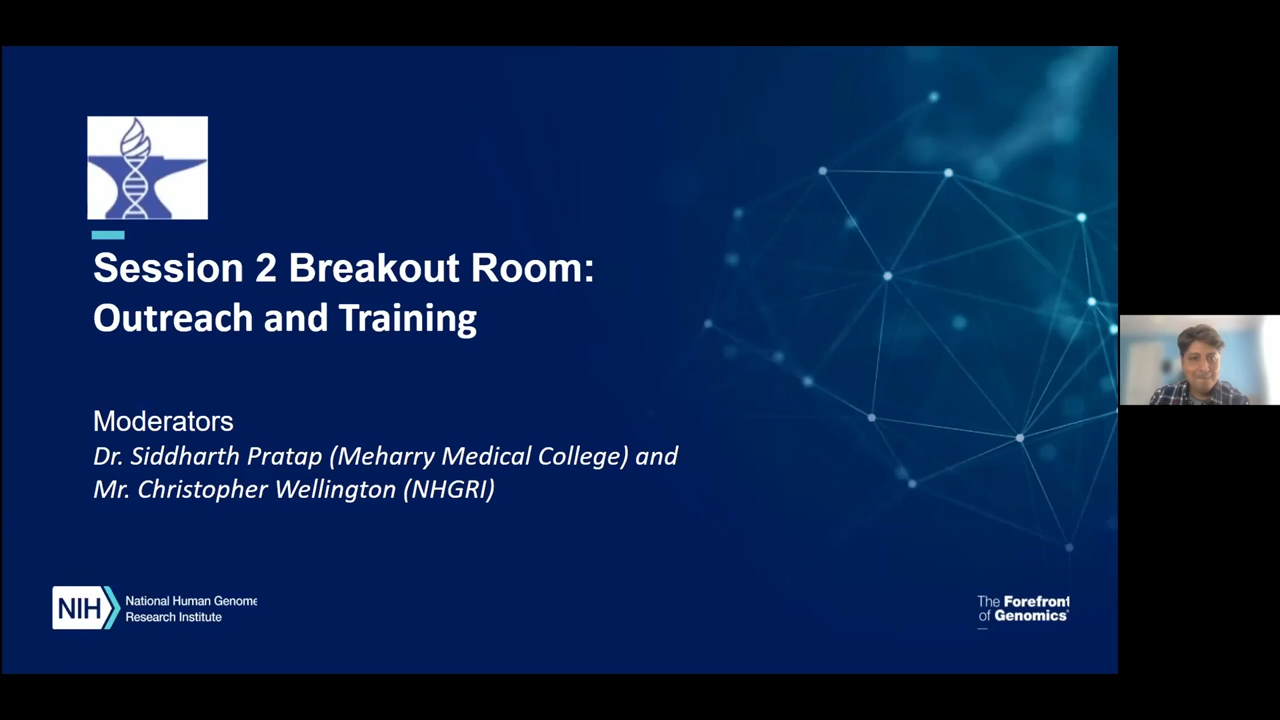 Session 2 Breakout Room:
Outreach and Training
Moderators
Dr. Siddharth Pratap (Meharry Medical College) and
Mr. Christopher Wellington (NHGRI)
NIH
National Human Genome
Research Institute
The Forefront
of Genomics®